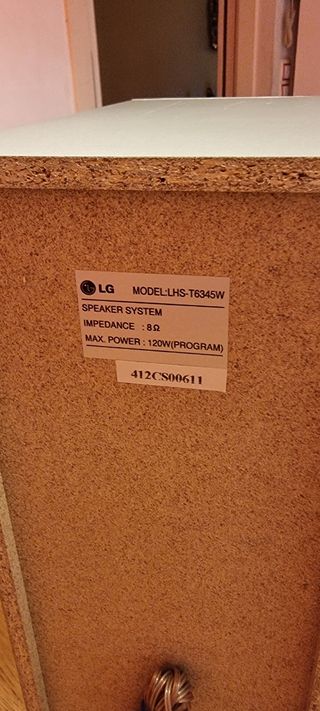 LG MODEL:LHS-T6345W
SPEAKER SYSTEM
IMPEDANCE : 8Ω
MAX. POWER : 120W(PROGRAM)
412CS00611